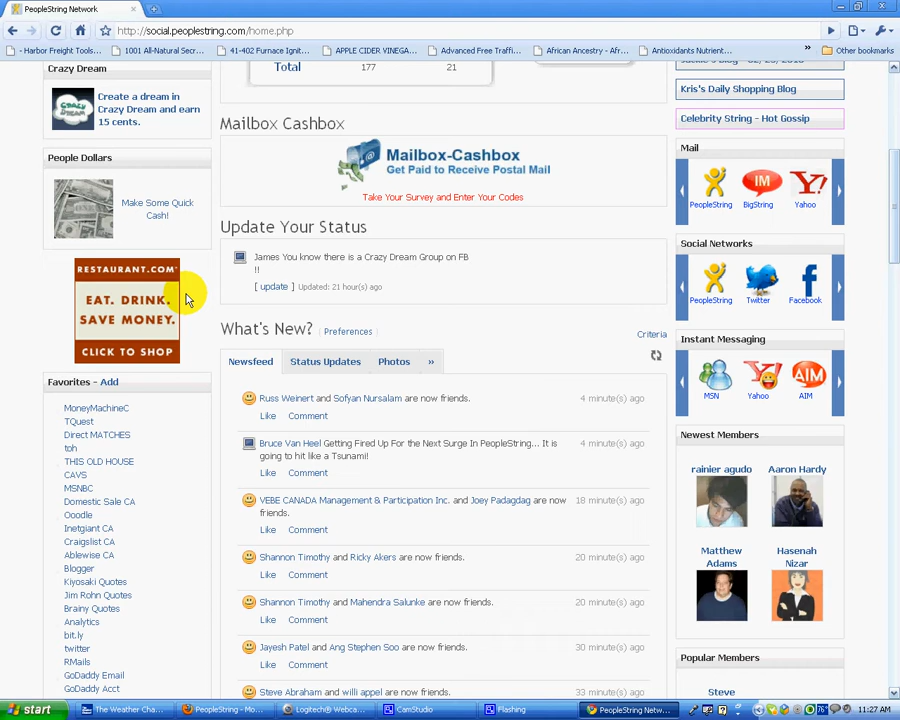 PeopleString Network
http://social.peoplestring.com/home.php
- Harbor Freight Tools...
1001 All-Natural Secr...
41-402 Furnace Ignit...
APPLE CIDER VINEGA...
Advanced Free Traffi...
African Ancestry - Afr...
Antioxidants Nutrient...
»
Other bookmarks
Crazy Dream
Create a dream in
Crazy Dream and earn
15 cents.
People Dollars
Make Some Quick
Cash!
RESTAURANT.COM
EAT. DRINK.
SAVE MONEY.
CLICK TO SHOP
Favorites - Add
MoneyMachineC
TQuest
Direct MATCHES
toh
THIS OLD HOUSE
CAVS
MSNBC
Domestic Sale CA
Ooodle
Inetgiant CA
Craigslist CA
Ablewise CA
Blogger
Kiyosaki Quotes
Jim Rohn Quotes
Brainy Quotes
Analytics
bit.ly
twitter
RMails
GoDaddy Email
GoDaddy Acct
Total 177 21
Mailbox Cashbox
Mailbox-Cashbox
Get Paid to Receive Postal Mail
Take Your Survey and Enter Your Codes
Update Your Status
James You know there is a Crazy Dream Group on FB
!!
[ update ] Updated: 21 hour(s) ago
What's New? Preferences
Criteria
Newsfeed Status Updates Photos »
Russ Weinert and Sofyan Nursalam are now friends. 4 minute(s) ago
Like Comment
Bruce Van Heel Getting Fired Up For the Next Surge In PeopleString... It is 4 minute(s) ago
going to hit like a Tsunami!
Like Comment
VEBE CANADA Management & Participation Inc. and Joey Padagdag are now 18 minute(s) ago
friends.
Like Comment
Shannon Timothy and Ricky Akers are now friends. 20 minute(s) ago
Like Comment
Shannon Timothy and Mahendra Salunke are now friends. 20 minute(s) ago
Like Comment
Jayesh Patel and Ang Stephen Soo are now friends. 30 minute(s) ago
Like Comment
Steve Abraham and willi appel are now friends. 33 minute(s) ago
Kris's Daily Shopping Blog
Celebrity String - Hot Gossip
Mail
IM
Y!
PeopleString BigString Yahoo
Social Networks
PeopleString Twitter Facebook
Instant Messaging
AIM
MSN Yahoo AIM
Newest Members
rainier agudo Aaron Hardy
Matthew Hasenah
Adams Nizar
Popular Members
Steve
start
The Weather Cha...
PeopleString - Mo...
Logitech® Webca...
CamStudio
Flashing
PeopleString Netw...
76°
11:27 AM